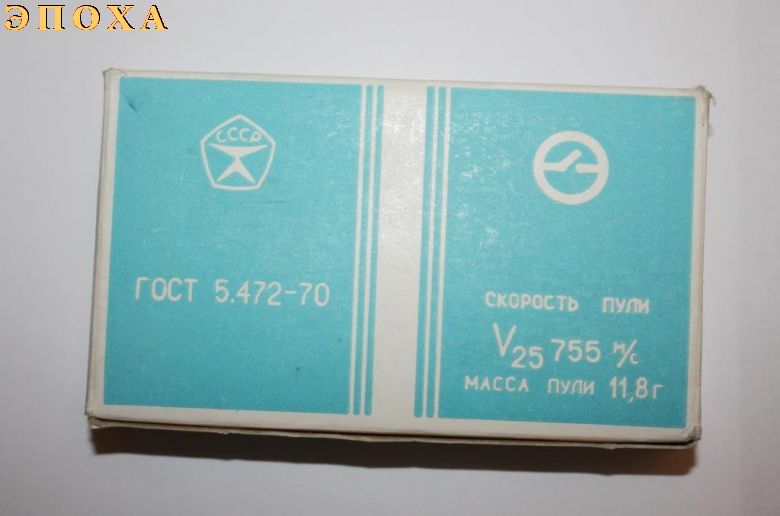 ЭПОХА
СССР
ГОСТ 5.472-70
СКОРОСТЬ ПУЛИ
V25 755 м/с
МАССА ПУЛИ 11,8 г